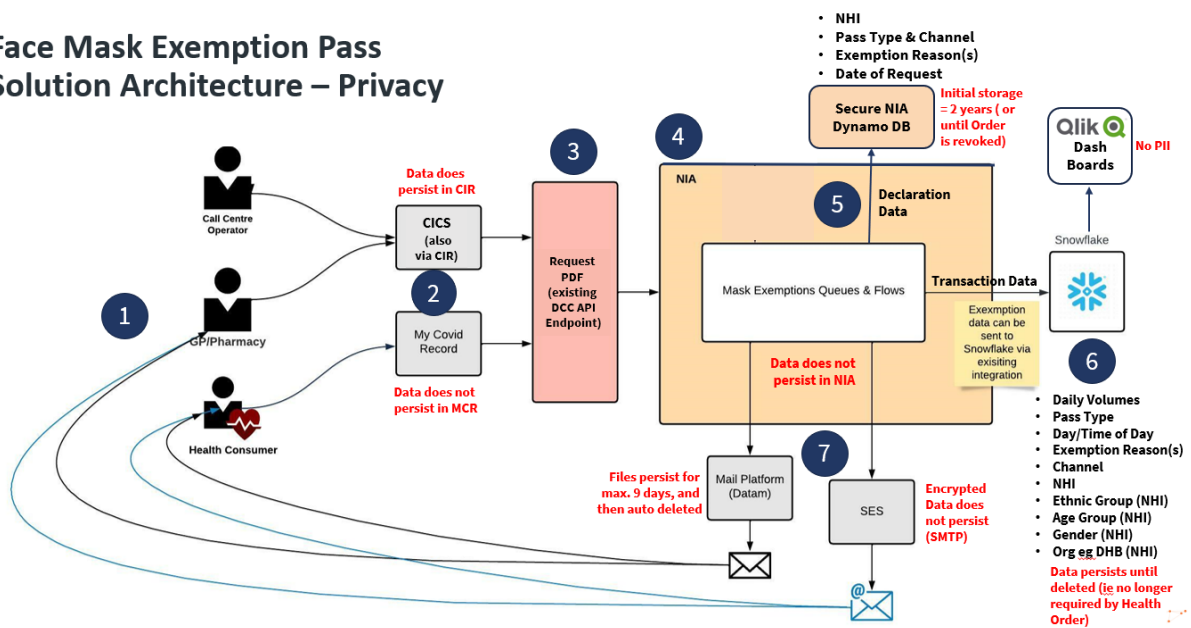 Face Mask Exemption Pass
Solution Architecture – Privacy
• NHI
• Pass Type & Channel
• Exemption Reason(s)
• Date of Request
Secure NIA
Dynamo DB
Initial storage
= 2 years ( or
until Order
is revoked)
Qlik Q
Dash
Boards
No PII
Call Centre
Operator
Data does
persist in CIR
CICS
(also
via CIR)
2
My Covid
Record
Data does not
persist in MCR
1
GP/Pharmacy
Health Consumer
3
Request
PDF
(existing
DCC API
Endpoint)
4
NIA
5
Declaration
Data
Mask Exemptions Queues & Flows
Data does not
persist in NIA
Transaction Data
Snowflake
Exexmption
data can be
sent to
Snowflake via
exisiting
integration
6
• Daily Volumes
• Pass Type
• Day/Time of Day
• Exemption Reason(s)
• Channel
• NHI
• Ethnic Group (NHI)
• Age Group (NHI)
• Gender (NHI)
• Org eg DHB (NHI)
Data persists until
deleted (ie no longer
required by Health
Order)
7
Files persist for
max. 9 days, and
then auto deleted
Mail Platform
(Datam)
SES
Encrypted
Data does
not persist
(SMTP)
@